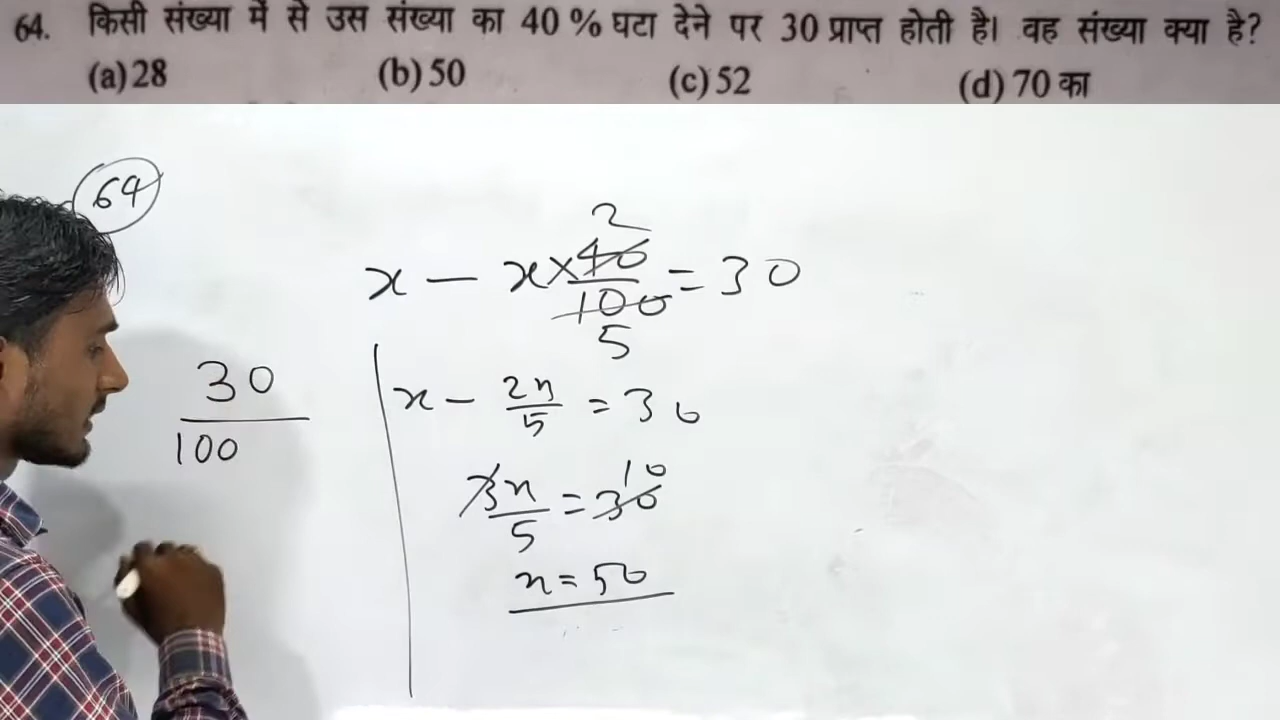 64. किसी संख्या में से उस संख्या का 40 % घटा देने पर 30 प्राप्त होती है। वह संख्या क्या है?
(a) 28 (b) 50 (c) 52 (d) 70 का
64
2
x - x × 40/100 = 30
5
x - 2x/5 = 30
3x/5 = 30 10
x = 50
30
100